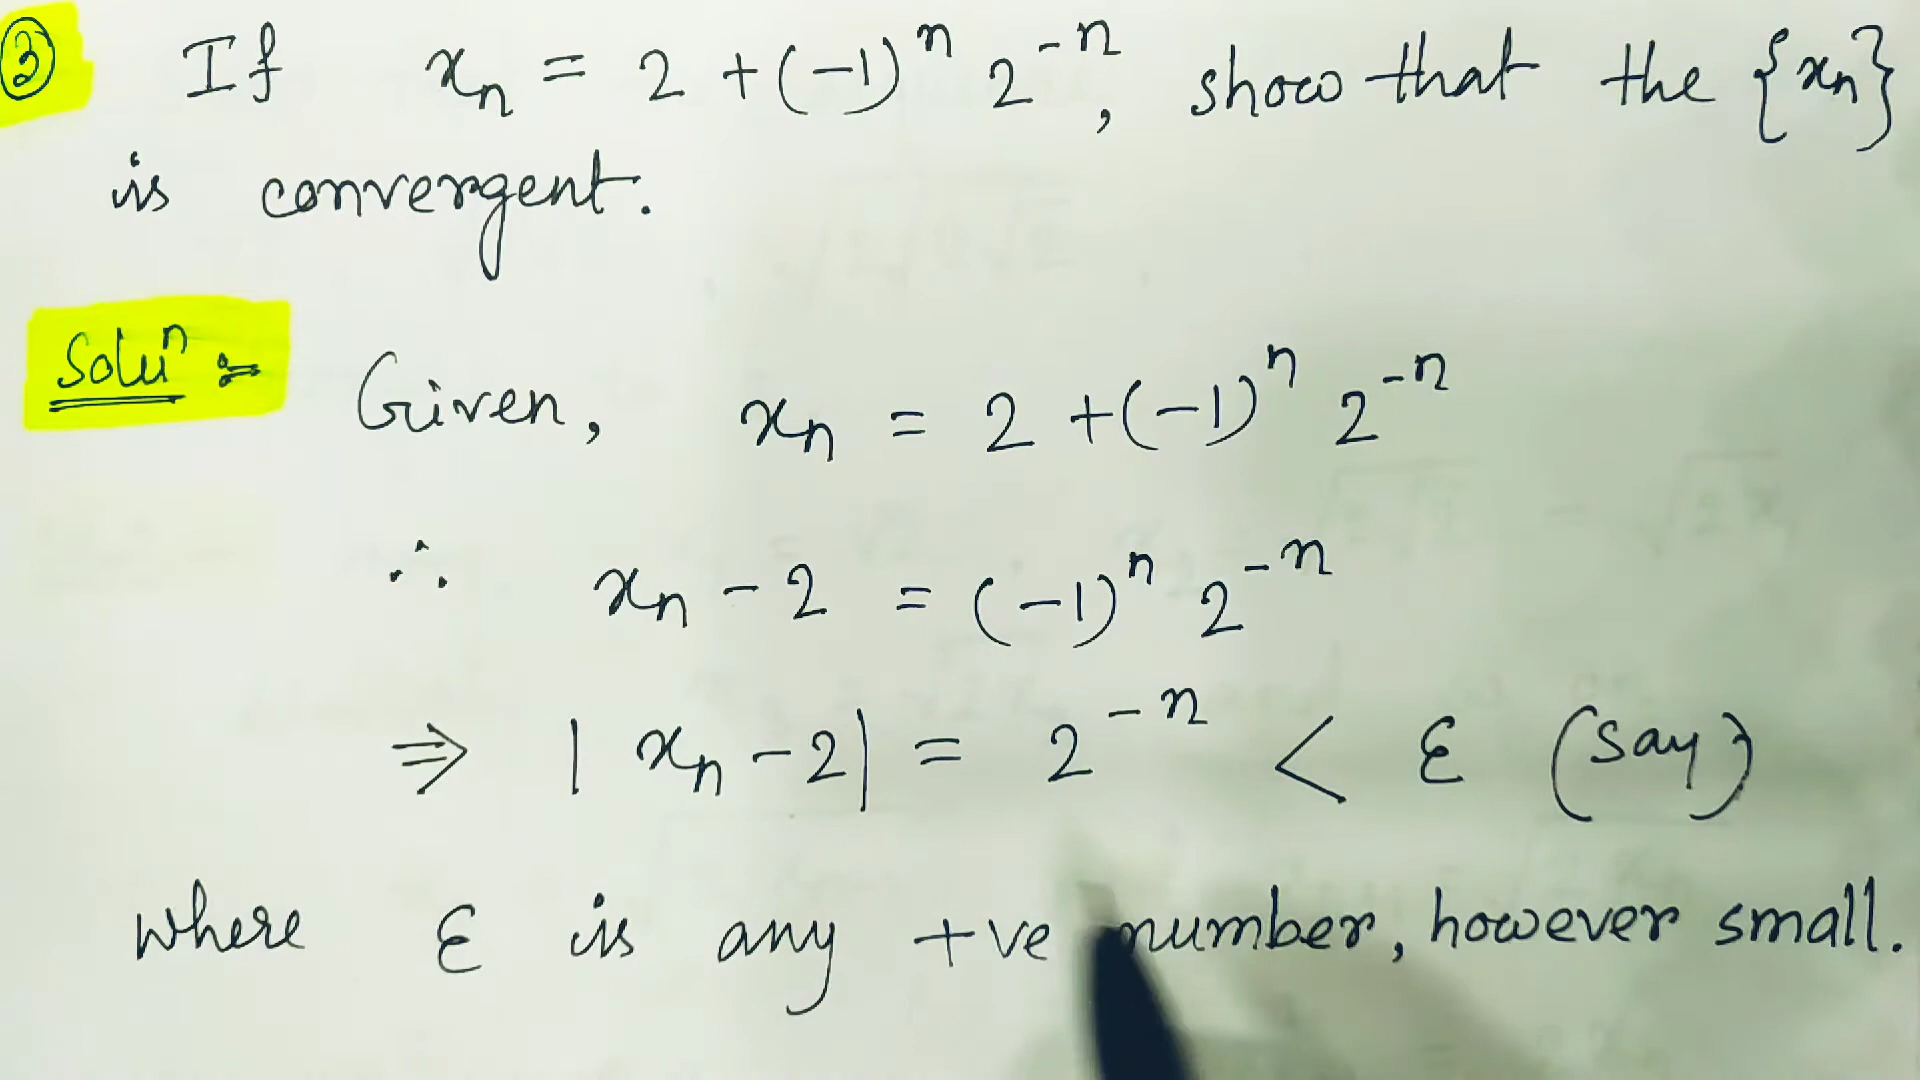 ③ If xₙ = 2 + (-1)ⁿ 2⁻ⁿ, show that the {xₙ}
is convergent.
Soluⁿ :- Given, xₙ = 2 + (-1)ⁿ 2⁻ⁿ
∴ xₙ - 2 = (-1)ⁿ 2⁻ⁿ
⇒ | xₙ - 2 | = 2⁻ⁿ < ε (say)
where ε is any +ve number, however small.